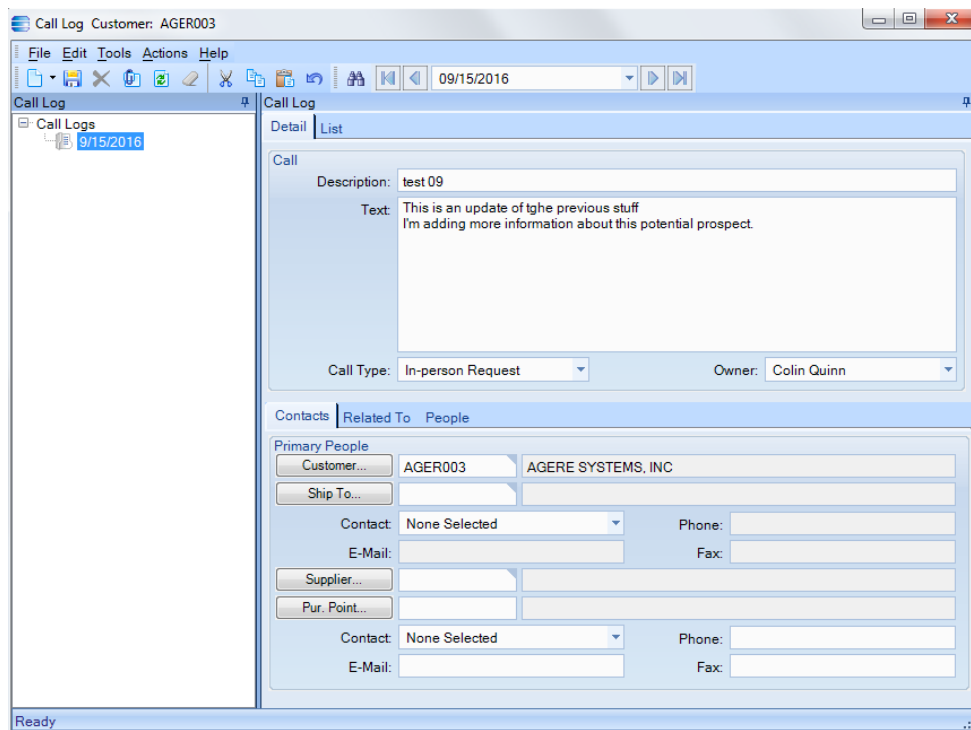 Call Log Customer: AGER003
File Edit Tools Actions Help
09/15/2016
Call Log
Call Logs
9/15/2016
Call Log
Detail List
Call
Description: test 09
Text: This is an update of tghe previous stuff
I'm adding more information about this potential prospect.
Call Type: In-person Request Owner: Colin Quinn
Contacts Related To People
Primary People
Customer... AGER003 AGERE SYSTEMS, INC
Ship To...
Contact: None Selected Phone:
E-Mail: Fax:
Supplier...
Pur. Point...
Contact: None Selected Phone:
E-Mail: Fax:
Ready